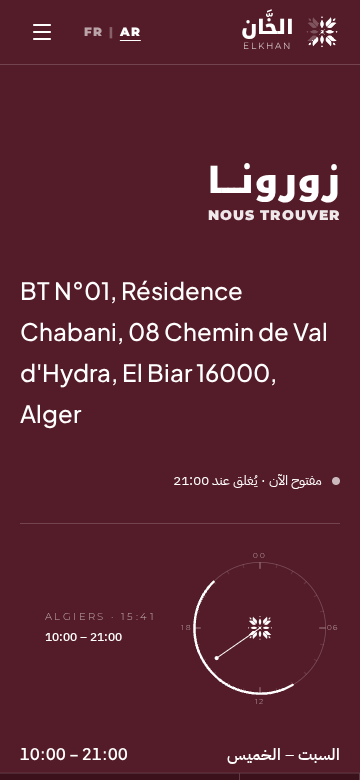 FR | AR
الخَّان
ELKHAN
زورونـا
NOUS TROUVER
BT N°01, Résidence
Chabani, 08 Chemin de Val
d'Hydra, El Biar 16000,
Alger
مفتوح الآن · يُغلق عند 21:00
00
ALGIERS · 15:41
18
06
10:00 – 21:00
12
السبت – الخميس
10:00 – 21:00